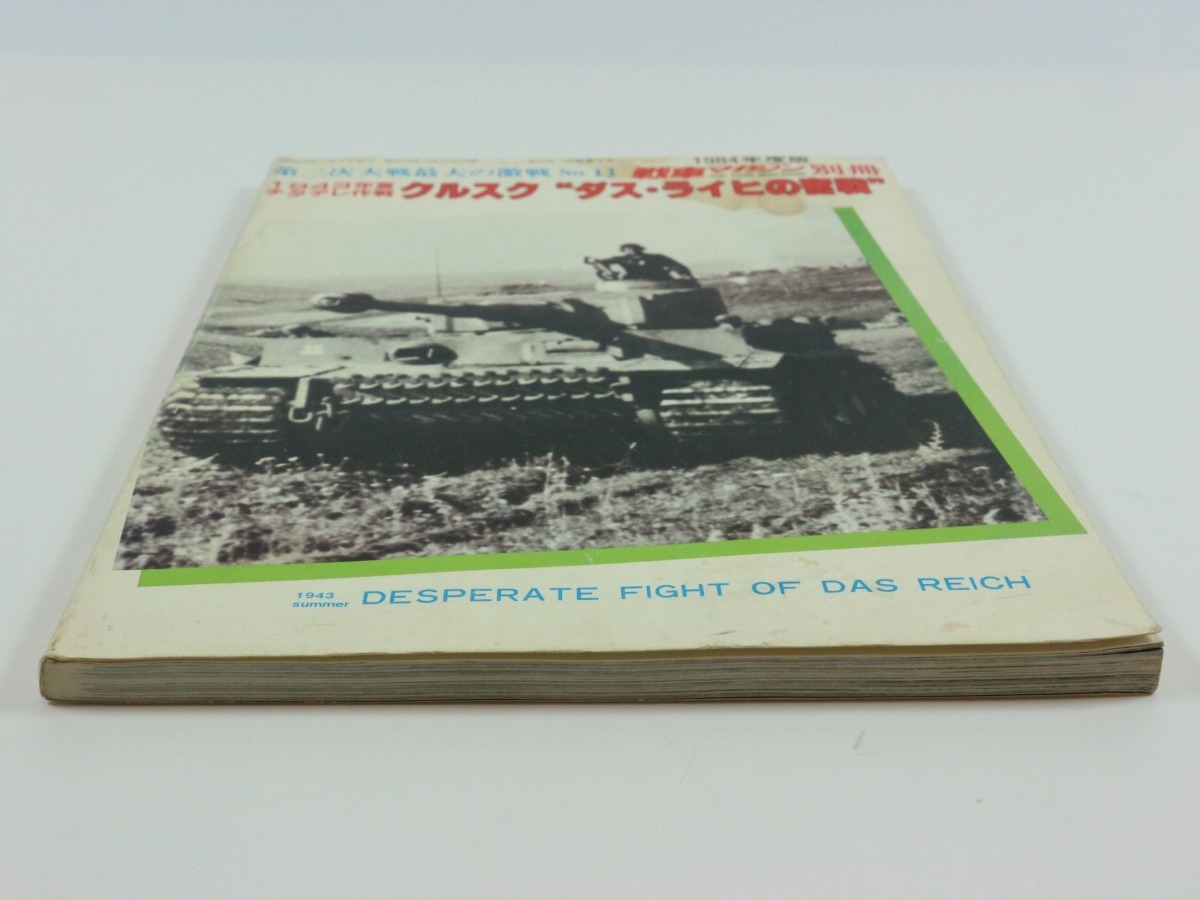 1984年度版
第二次大戦最大の激戦 No 11 戦車マガジン別冊
クルスク “ダス・ライヒの奮戦”
1943 summer DESPERATE FIGHT OF DAS REICH